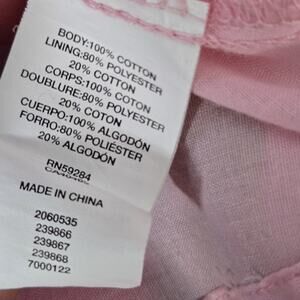 BODY:100% COTTON
LINING:80% POLYESTER
20% COTTON
CORPS:100% COTON
DOUBLURE:80% POLYESTER
20% COTON
CUERPO:100% ALGODÓN
FORRO:80% POLIÉSTER
20% ALGODÓN
RN59284
MADE IN CHINA
2060535
239866
239867
239868
7000122